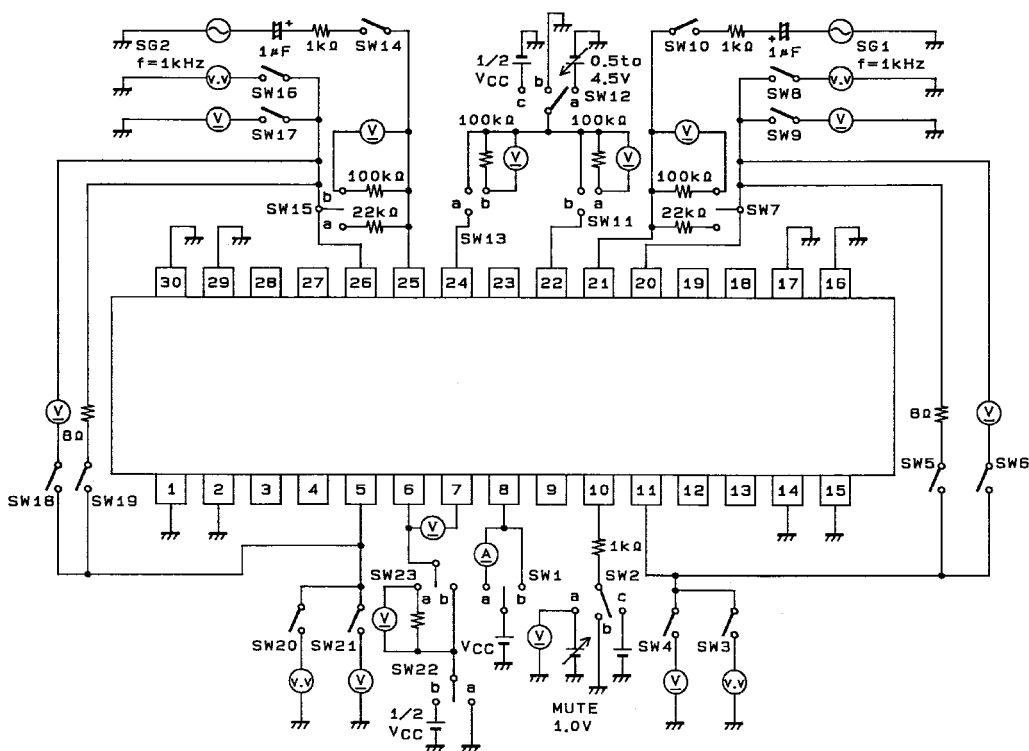 SG2
f=1kHz
1μF
1kΩ
SW14
SW16
SW17
V.V
V
1/2
VCC
c
b
a
0.5 to
4.5V
SW12
SW10
1kΩ
1μF
SG1
f=1kHz
SW8
V.V
SW9
V
V
100kΩ
b
SW15
22kΩ
a
100kΩ
V
a
b
SW13
100kΩ
V
b
a
SW11
V
100kΩ
22kΩ
SW7
30
29
28
27
26
25
24
23
22
21
20
19
18
17
16
V
8Ω
SW18
SW19
8Ω
V
SW5
SW6
1
2
3
4
5
6
7
8
9
10
11
12
13
14
15
V
A
SW1
a
b
VCC
1kΩ
SW2
a
b
c
V
MUTE
1.0V
SW23
a
b
V
SW22
b
a
1/2
VCC
SW20
SW21
V.V
V
SW4
SW3
V
V.V